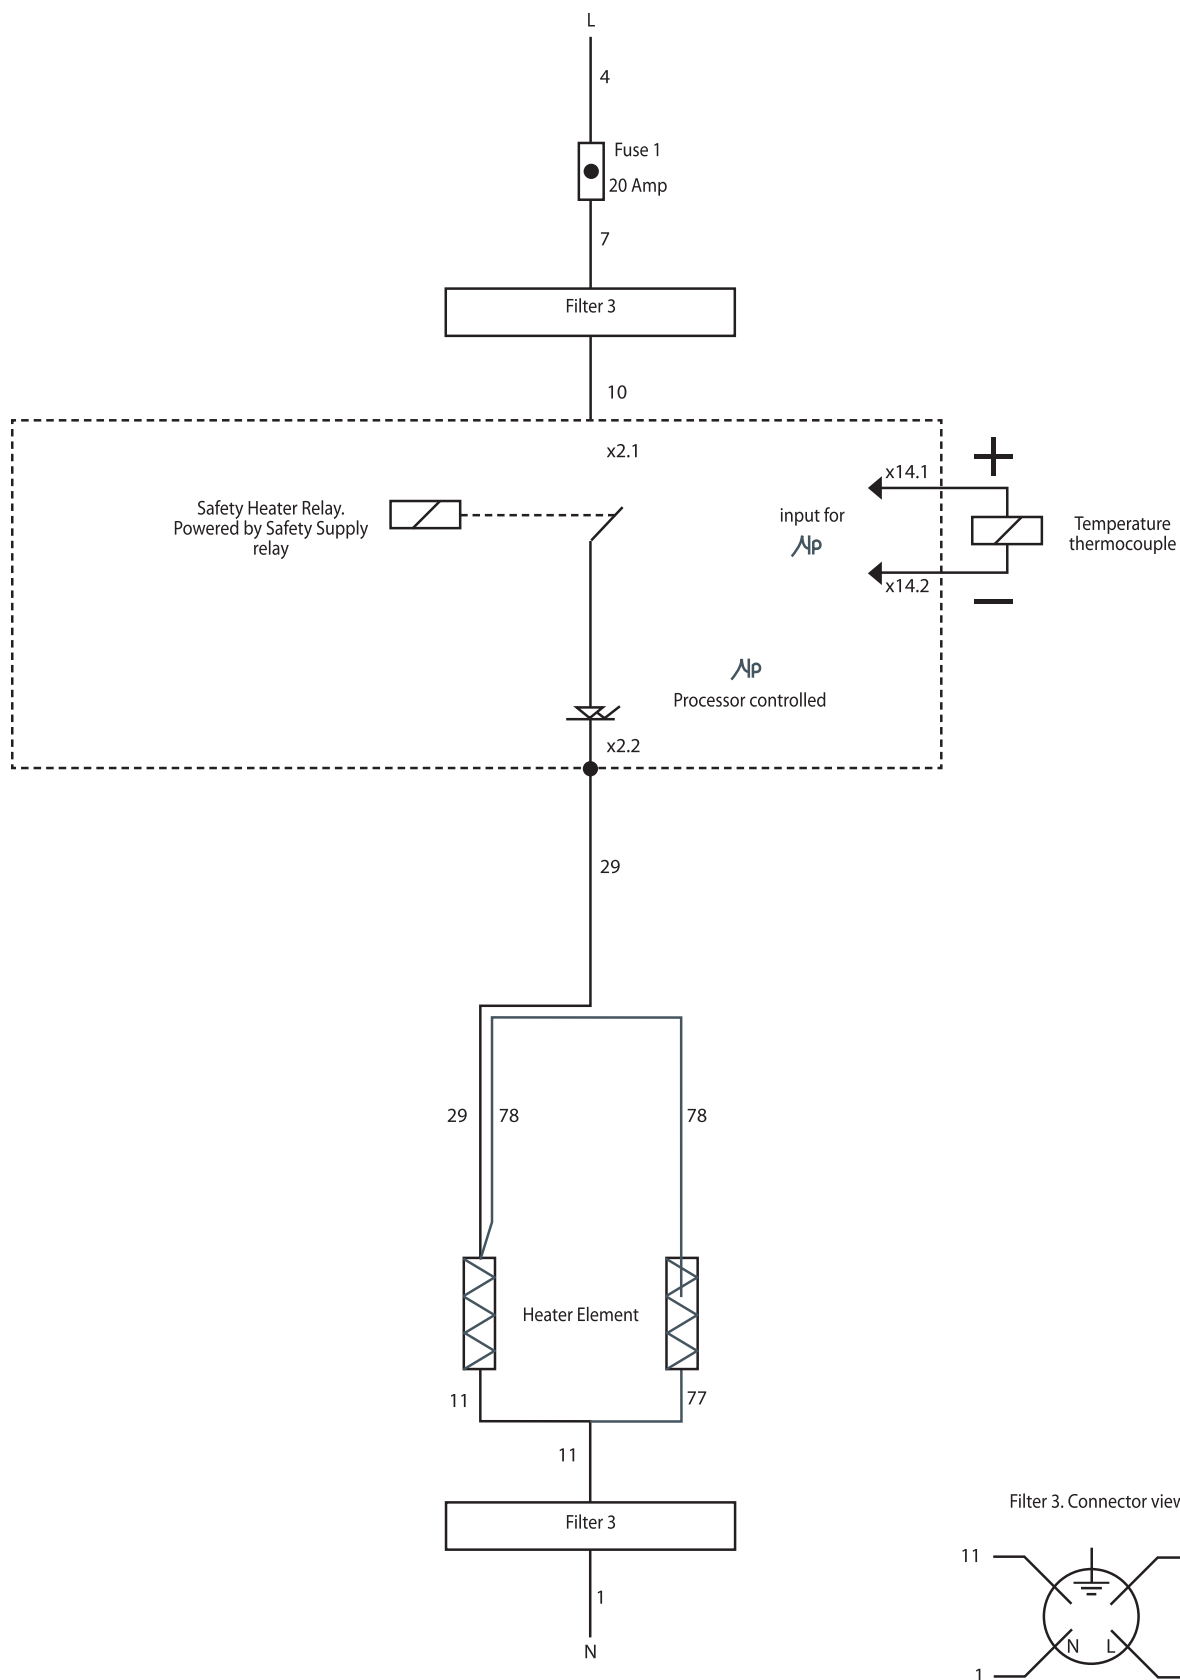 L
4
Fuse 1
20 Amp
7
Filter 3
10
x2.1
x14.1
Safety Heater Relay.
Powered by Safety Supply
relay
input for
Temperature
thermocouple
x14.2
Processor controlled
x2.2
29
29
78
78
Heater Element
11
77
11
Filter 3
Filter 3. Connector view
11
1
N
N
L
1